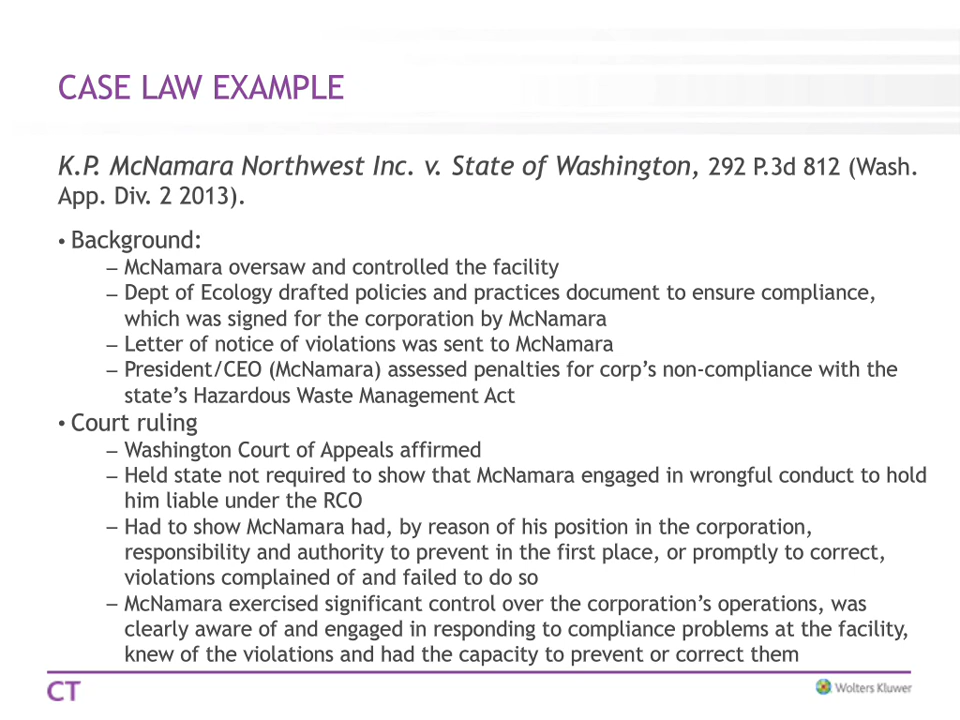 CASE LAW EXAMPLE
K.P. McNamara Northwest Inc. v. State of Washington, 292 P.3d 812 (Wash.
App. Div. 2 2013).
• Background:
– McNamara oversaw and controlled the facility
– Dept of Ecology drafted policies and practices document to ensure compliance,
which was signed for the corporation by McNamara
– Letter of notice of violations was sent to McNamara
– President/CEO (McNamara) assessed penalties for corp’s non-compliance with the
state’s Hazardous Waste Management Act
• Court ruling
– Washington Court of Appeals affirmed
– Held state not required to show that McNamara engaged in wrongful conduct to hold
him liable under the RCO
– Had to show McNamara had, by reason of his position in the corporation,
responsibility and authority to prevent in the first place, or promptly to correct,
violations complained of and failed to do so
– McNamara exercised significant control over the corporation’s operations, was
clearly aware of and engaged in responding to compliance problems at the facility,
knew of the violations and had the capacity to prevent or correct them
CT
Wolters Kluwer